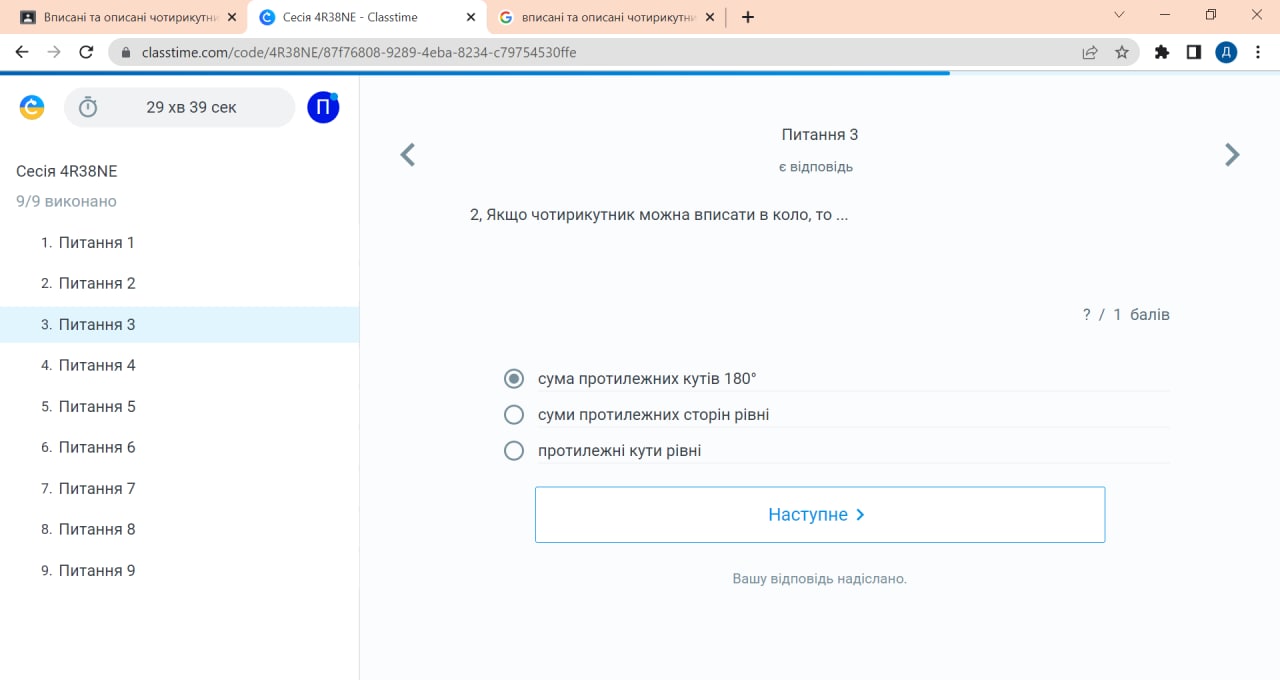 Вписані та описані чотирикутни
Сесія 4R38NE - Classtime
вписані та описані чотирикутни
classtime.com/code/4R38NE/87f76808-9289-4eba-8234-c79754530ffe
Д
29 хв 39 сек
П
Сесія 4R38NE
9/9 виконано
1. Питання 1
2. Питання 2
3. Питання 3
4. Питання 4
5. Питання 5
6. Питання 6
7. Питання 7
8. Питання 8
9. Питання 9
Питання 3
є відповідь
2, Якщо чотирикутник можна вписати в коло, то ...
? / 1 балів
сума протилежних кутів 180°
суми протилежних сторін рівні
протилежні кути рівні
Наступне
Вашу відповідь надіслано.